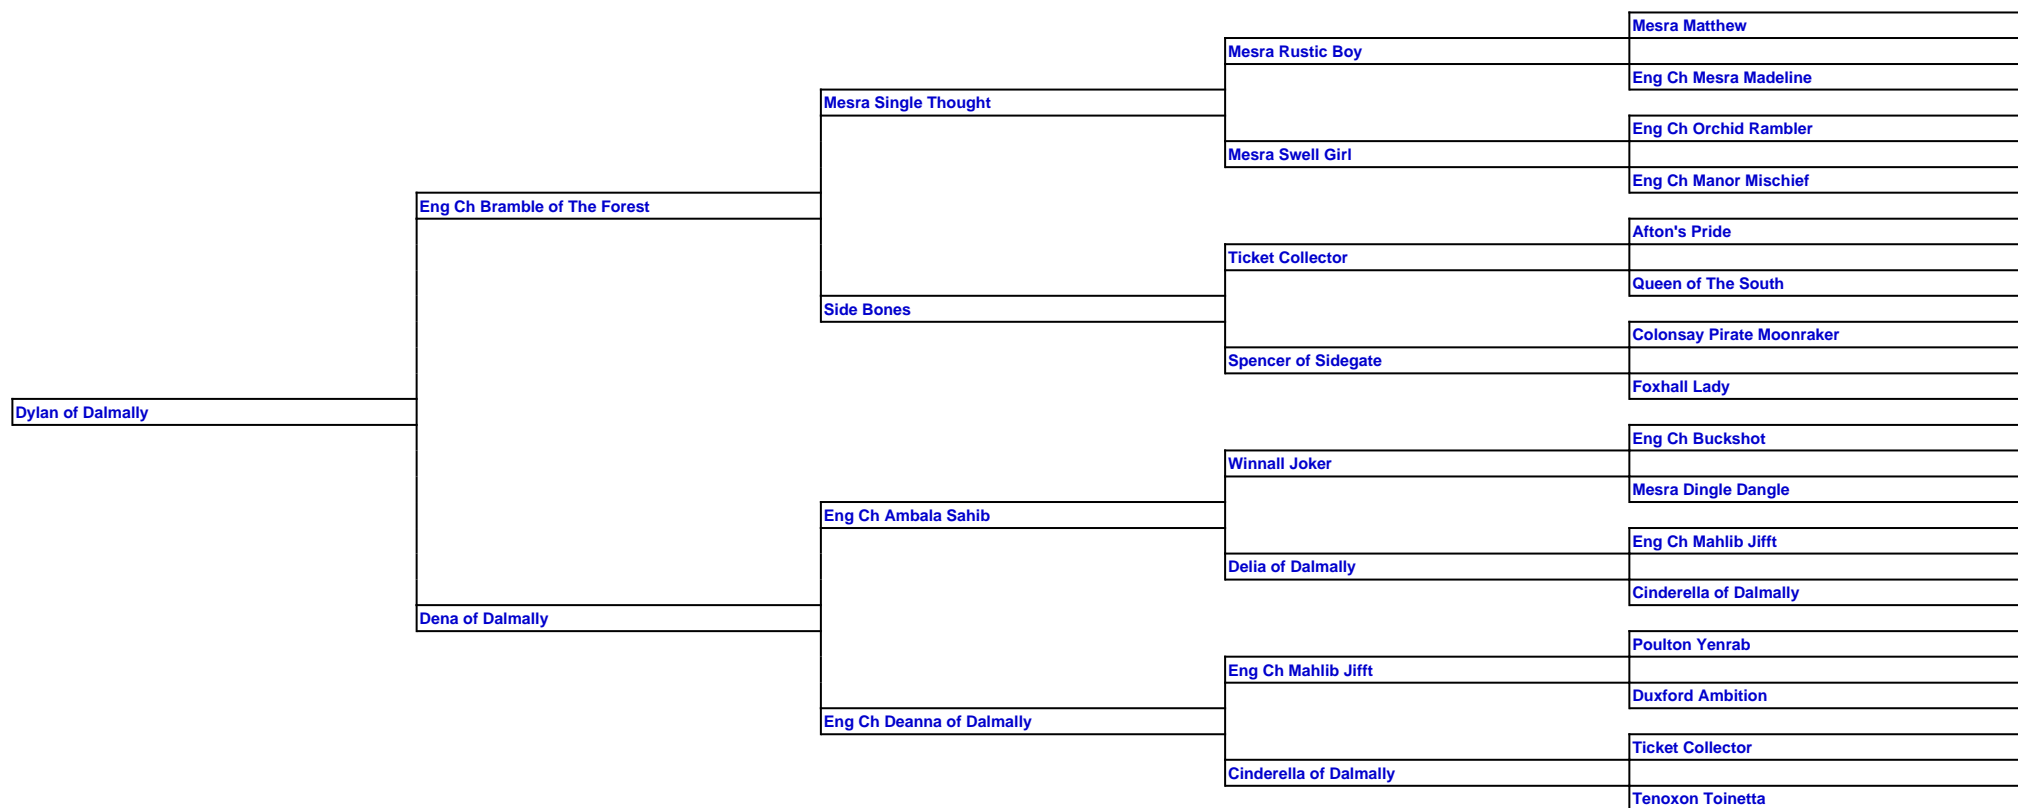 Mesra Matthew
Mesra Rustic Boy
Eng Ch Mesra Madeline
Mesra Single Thought
Eng Ch Orchid Rambler
Mesra Swell Girl
Eng Ch Manor Mischief
Eng Ch Bramble of The Forest
Afton's Pride
Ticket Collector
Queen of The South
Side Bones
Colonsay Pirate Moonraker
Spencer of Sidegate
Foxhall Lady
Dylan of Dalmally
Eng Ch Buckshot
Winnall Joker
Mesra Dingle Dangle
Eng Ch Ambala Sahib
Eng Ch Mahlib Jifft
Delia of Dalmally
Cinderella of Dalmally
Dena of Dalmally
Poulton Yenrab
Eng Ch Mahlib Jifft
Duxford Ambition
Eng Ch Deanna of Dalmally
Ticket Collector
Cinderella of Dalmally
Tenoxon Toinetta